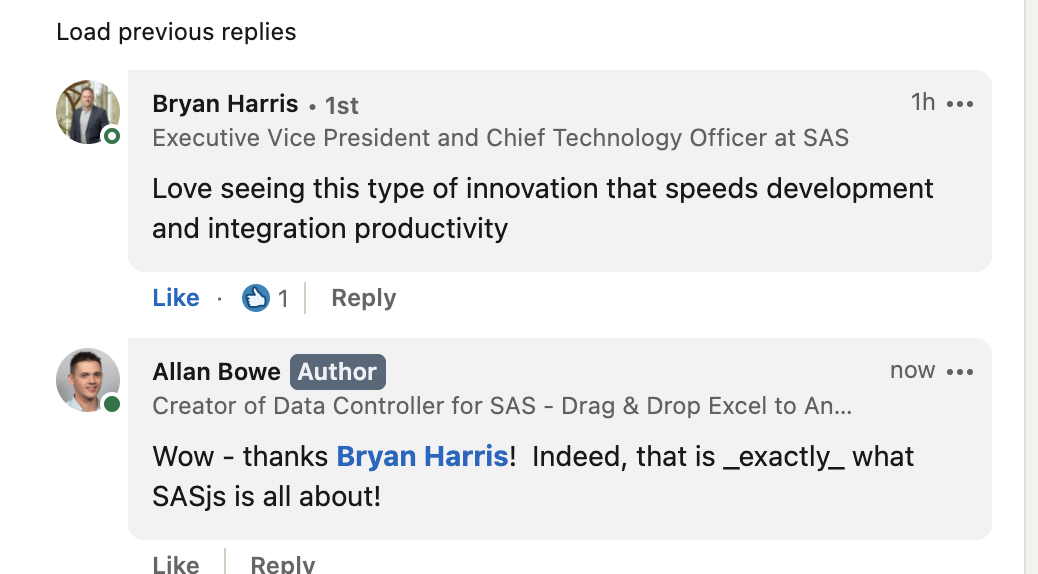 Load previous replies
Bryan Harris • 1st
1h •••
Executive Vice President and Chief Technology Officer at SAS
Love seeing this type of innovation that speeds development
and integration productivity
Like · 1 Reply
Allan Bowe Author
now •••
Creator of Data Controller for SAS - Drag & Drop Excel to An...
Wow - thanks Bryan Harris!  Indeed, that is _exactly_ what
SASjs is all about!
Like Reply